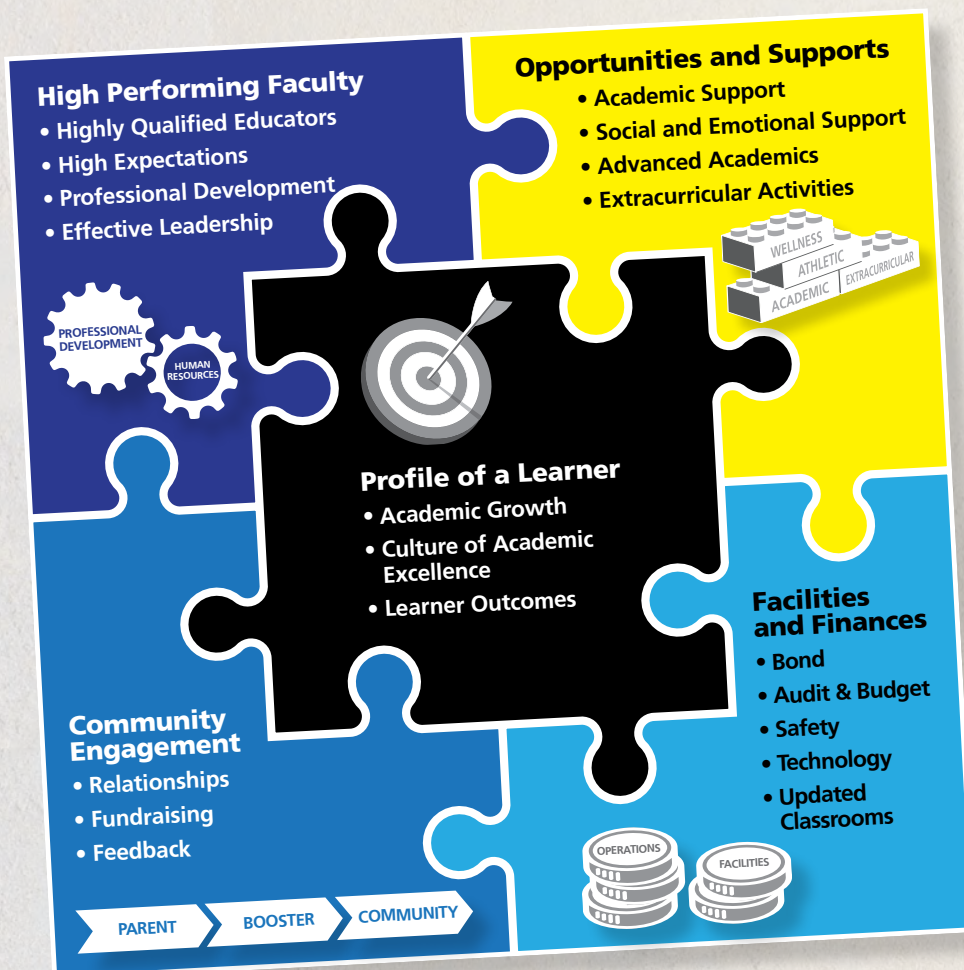 High Performing Faculty
• Highly Qualified Educators
• High Expectations
• Professional Development
• Effective Leadership
PROFESSIONAL
DEVELOPMENT
HUMAN
RESOURCES
Opportunities and Supports
• Academic Support
• Social and Emotional Support
• Advanced Academics
• Extracurricular Activities
WELLNESS
ATHLETIC
ACADEMIC
EXTRACURRICULAR
Profile of a Learner
• Academic Growth
• Culture of Academic
Excellence
• Learner Outcomes
Community
Engagement
• Relationships
• Fundraising
• Feedback
PARENT
BOOSTER
COMMUNITY
Facilities
and Finances
• Bond
• Audit & Budget
• Safety
• Technology
• Updated
Classrooms
OPERATIONS
FACILITIES